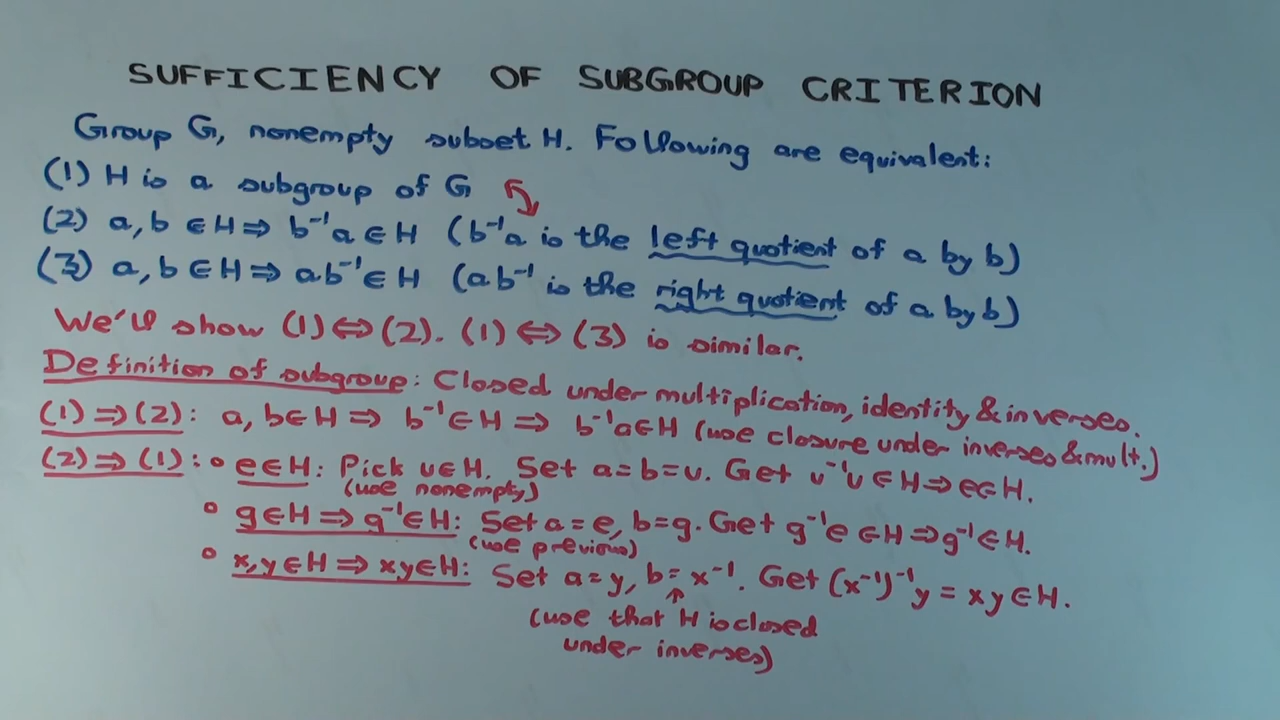 SUFFICIENCY OF SUBGROUP CRITERION
Group G, nonempty subset H. Following are equivalent:
(1) H is a subgroup of G
(2) a, b ∈ H ⇒ b⁻¹a ∈ H (b⁻¹a is the left quotient of a by b)
(3) a, b ∈ H ⇒ ab⁻¹ ∈ H (ab⁻¹ is the right quotient of a by b)
We'll show (1) ⇔ (2). (1) ⇔ (3) is similar.
Definition of subgroup: Closed under multiplication, identity & inverses.
(1) ⇒ (2): a, b ∈ H ⇒ b⁻¹ ∈ H ⇒ b⁻¹a ∈ H (use closure under inverses & mult.)
(2) ⇒ (1): • e ∈ H: Pick u ∈ H. Set a = b = u. Get u⁻¹u ∈ H ⇒ e ∈ H.
(use nonempty)
• g ∈ H ⇒ g⁻¹ ∈ H: Set a = e, b = g. Get g⁻¹e ∈ H ⇒ g⁻¹ ∈ H.
(use previous)
• x, y ∈ H ⇒ xy ∈ H: Set a = y, b = x⁻¹. Get (x⁻¹)⁻¹y = xy ∈ H.
(use that H is closed
under inverses)